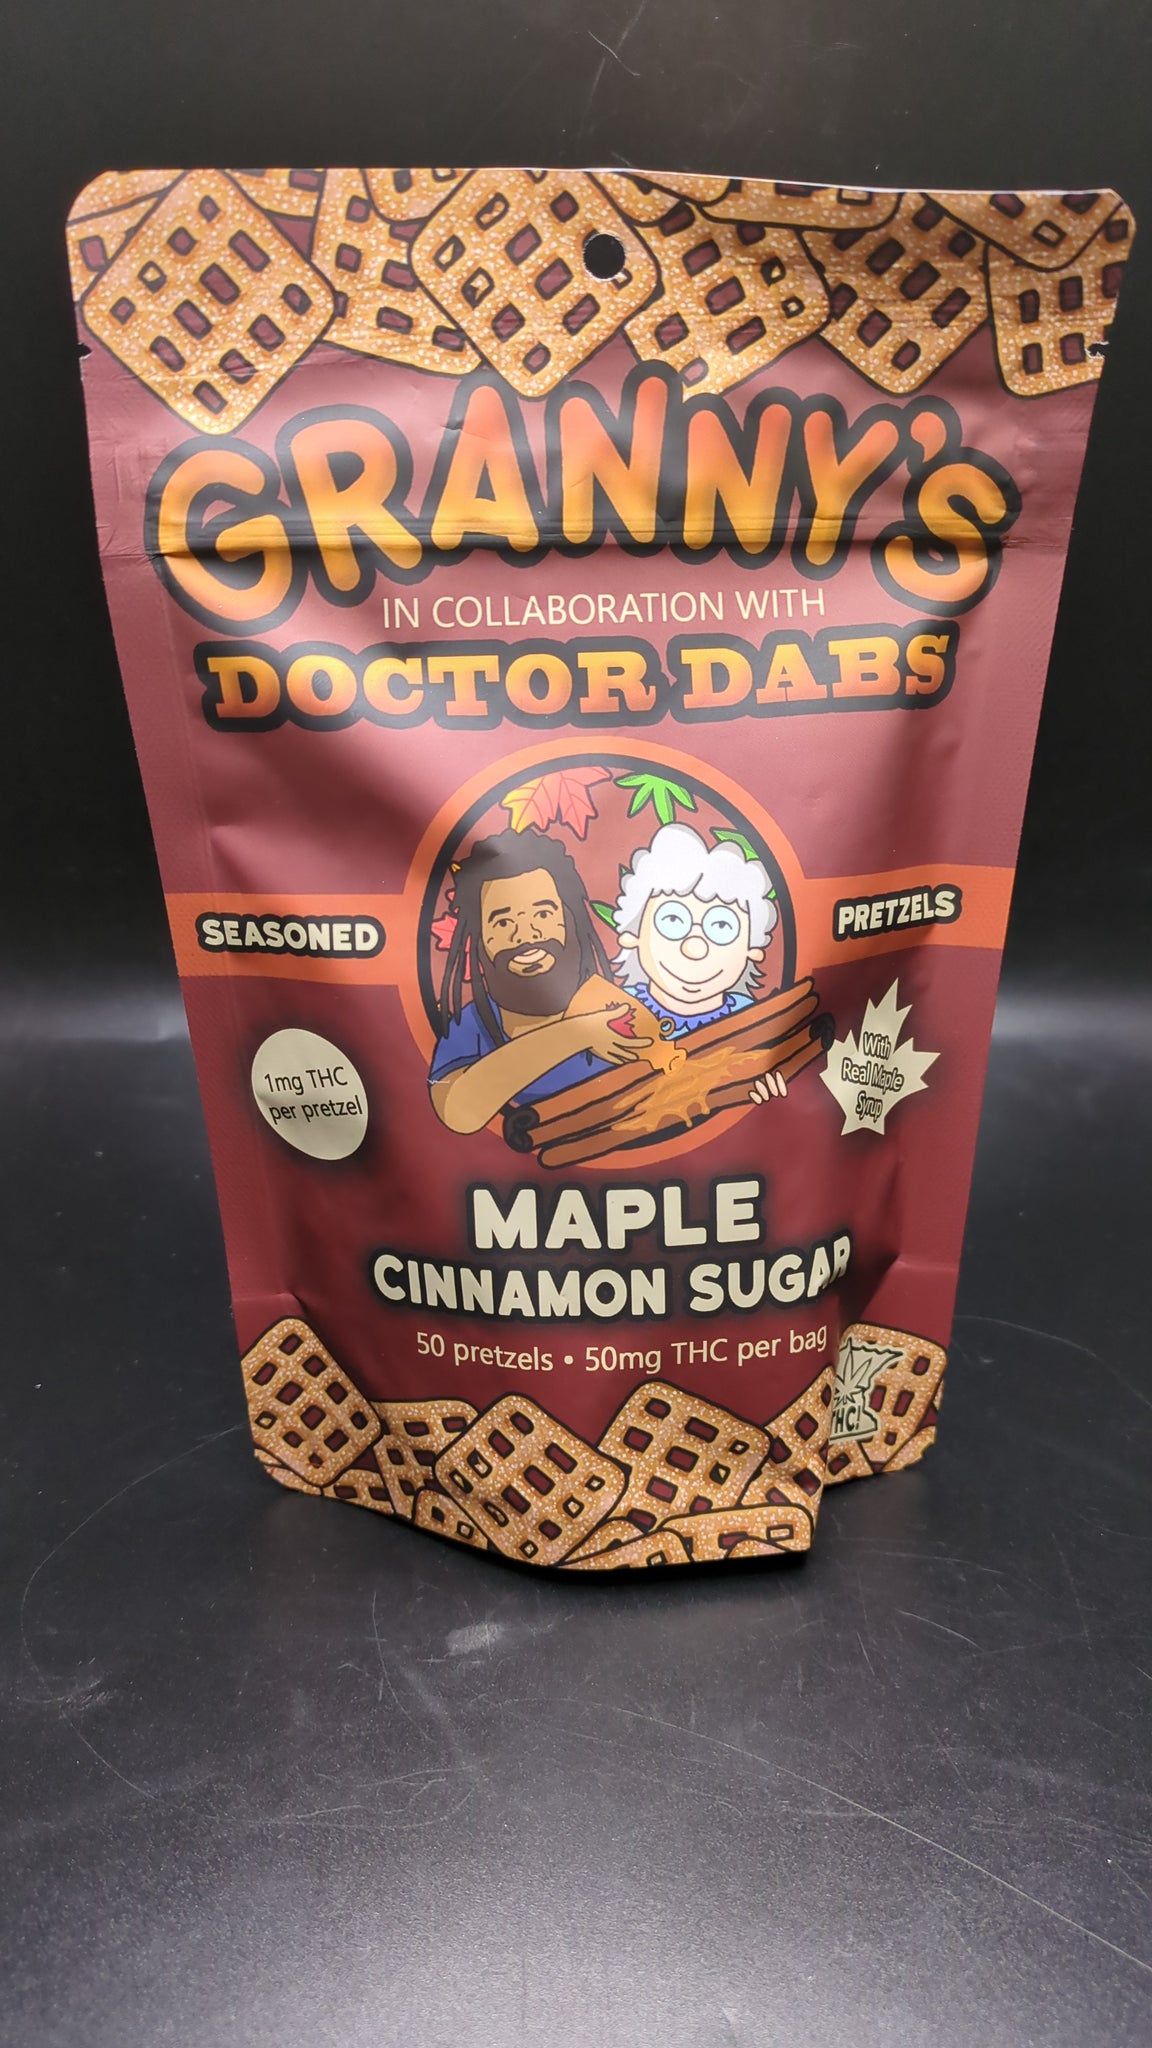 GRANNY'S
IN COLLABORATION WITH
DOCTOR DABS
SEASONED
PRETZELS
1mg THC
per pretzel
With
Real Maple
Syrup
MAPLE
CINNAMON SUGAR
50 pretzels • 50mg THC per bag
THC!